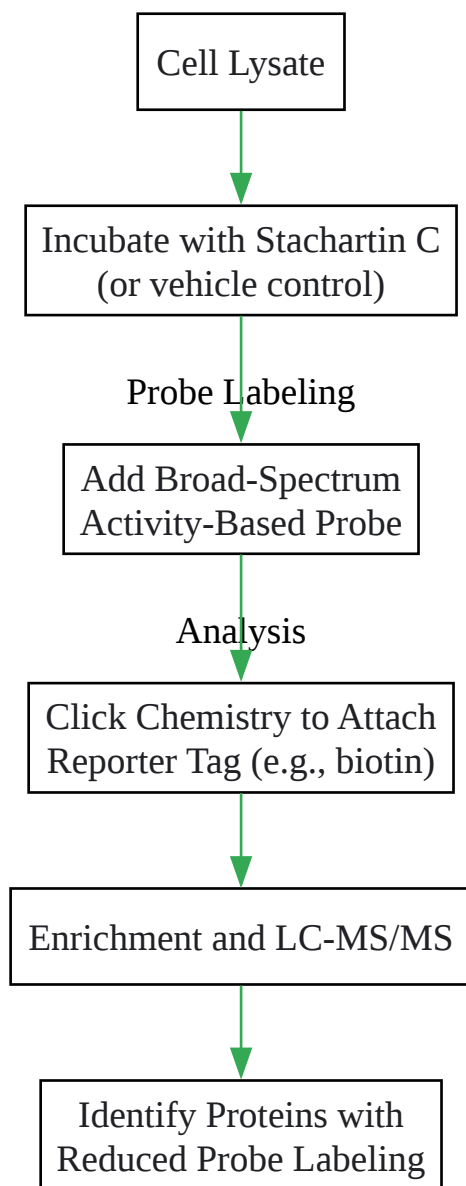 Cell Lysate
Incubate with Stachartin C
(or vehicle control)
Probe Labeling
Add Broad-Spectrum
Activity-Based Probe
Analysis
Click Chemistry to Attach
Reporter Tag (e.g., biotin)
Enrichment and LC-MS/MS
Identify Proteins with
Reduced Probe Labeling